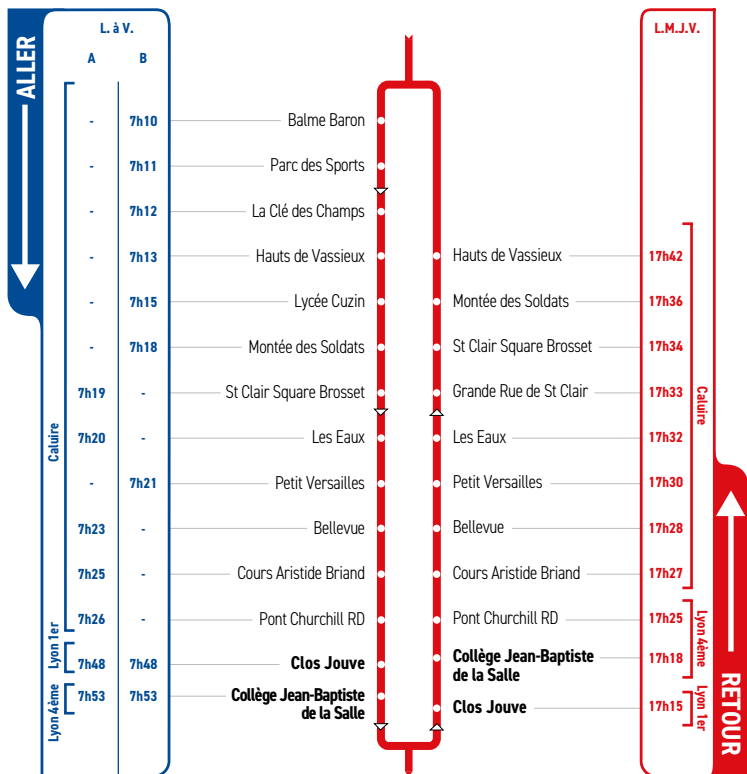 ALLER
L. à V.
A B
- 7h10 Balme Baron
- 7h11 Parc des Sports
- 7h12 La Clé des Champs
- 7h13 Hauts de Vassieux
- 7h15 Lycée Cuzin
- 7h18 Montée des Soldats
7h19 - St Clair Square Brosset
7h20 - Les Eaux
- 7h21 Petit Versailles
7h23 - Bellevue
7h25 - Cours Aristide Briand
7h26 - Pont Churchill RD
7h48 7h48 Clos Jouve
7h53 7h53 Collège Jean-Baptiste
de la Salle
Caluire
Lyon 1er
Lyon 4ème
L.M.J.V.
Hauts de Vassieux 17h42
Montée des Soldats 17h36
St Clair Square Brosset 17h34
Grande Rue de St Clair 17h33
Les Eaux 17h32
Petit Versailles 17h30
Bellevue 17h28
Cours Aristide Briand 17h27
Pont Churchill RD 17h25
Collège Jean-Baptiste
de la Salle 17h18
Clos Jouve 17h15
Caluire
Lyon 4ème
Lyon 1er
RETOUR